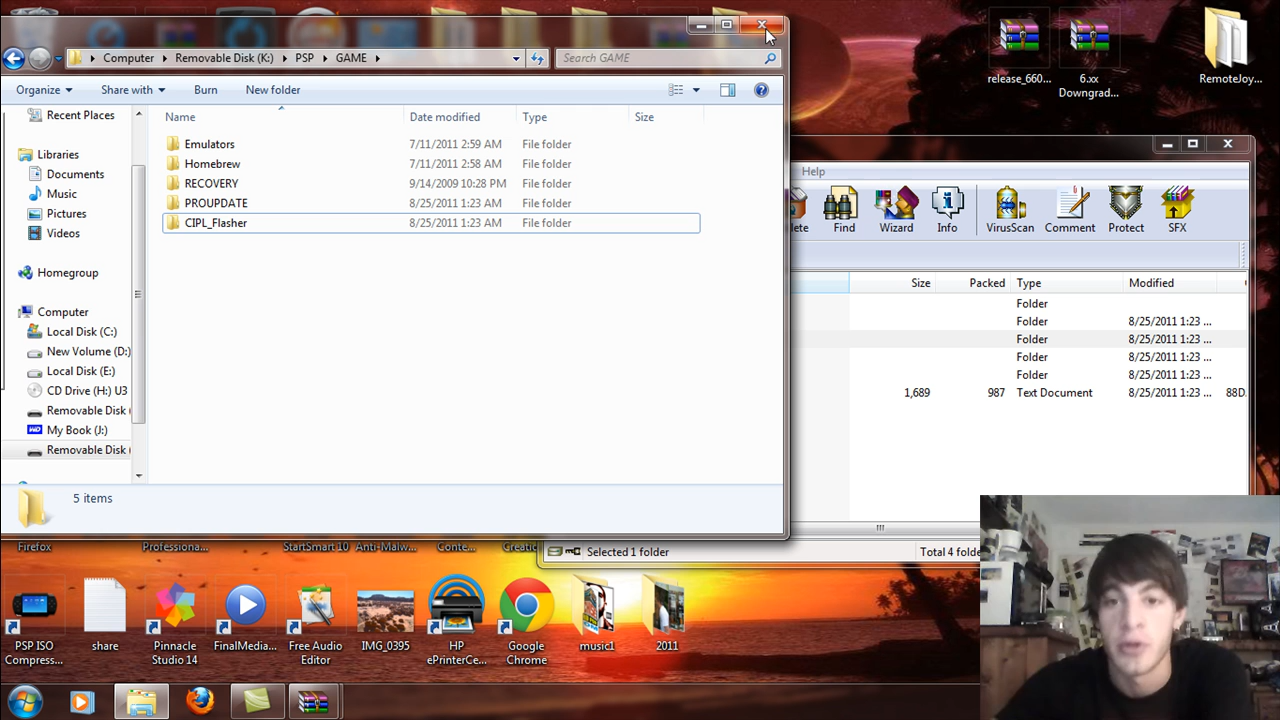 Computer ▸ Removable Disk (K:) ▸ PSP ▸ GAME ▸
Search GAME
Organize
Share with
Burn
New folder
Name
Date modified
Type
Size
Emulators 7/11/2011 2:59 AM File folder
Homebrew 7/11/2011 2:58 AM File folder
RECOVERY 9/14/2009 10:28 PM File folder
PROUPDATE 8/25/2011 1:23 AM File folder
CIPL_Flasher 8/25/2011 1:23 AM File folder
Recent Places
Libraries
Documents
Music
Pictures
Videos
Homegroup
Computer
Local Disk (C:)
New Volume (D:)
Local Disk (E:)
CD Drive (H:) U3
Removable Disk (
My Book (J:)
Removable Disk (
5 items
release_660...
6.xx
Downgrad...
RemoteJoy...
Help
lete
Find
Wizard
Info
VirusScan
Comment
Protect
SFX
Size Packed Type Modified
Folder
Folder 8/25/2011 1:23 ...
Folder 8/25/2011 1:23 ...
Folder 8/25/2011 1:23 ...
Folder 8/25/2011 1:23 ...
1,689 987 Text Document 8/25/2011 1:23 ... 88D
Selected 1 folder
Total 4 folde
Firefox
Professiona...
StartSmart 10
Anti-Malw...
Conte...
Greatic
PSP ISO
Compress...
share
Pinnacle
Studio 14
FinalMedia...
Free Audio
Editor
IMG_0395
HP
ePrinterCe...
Google
Chrome
music1
2011